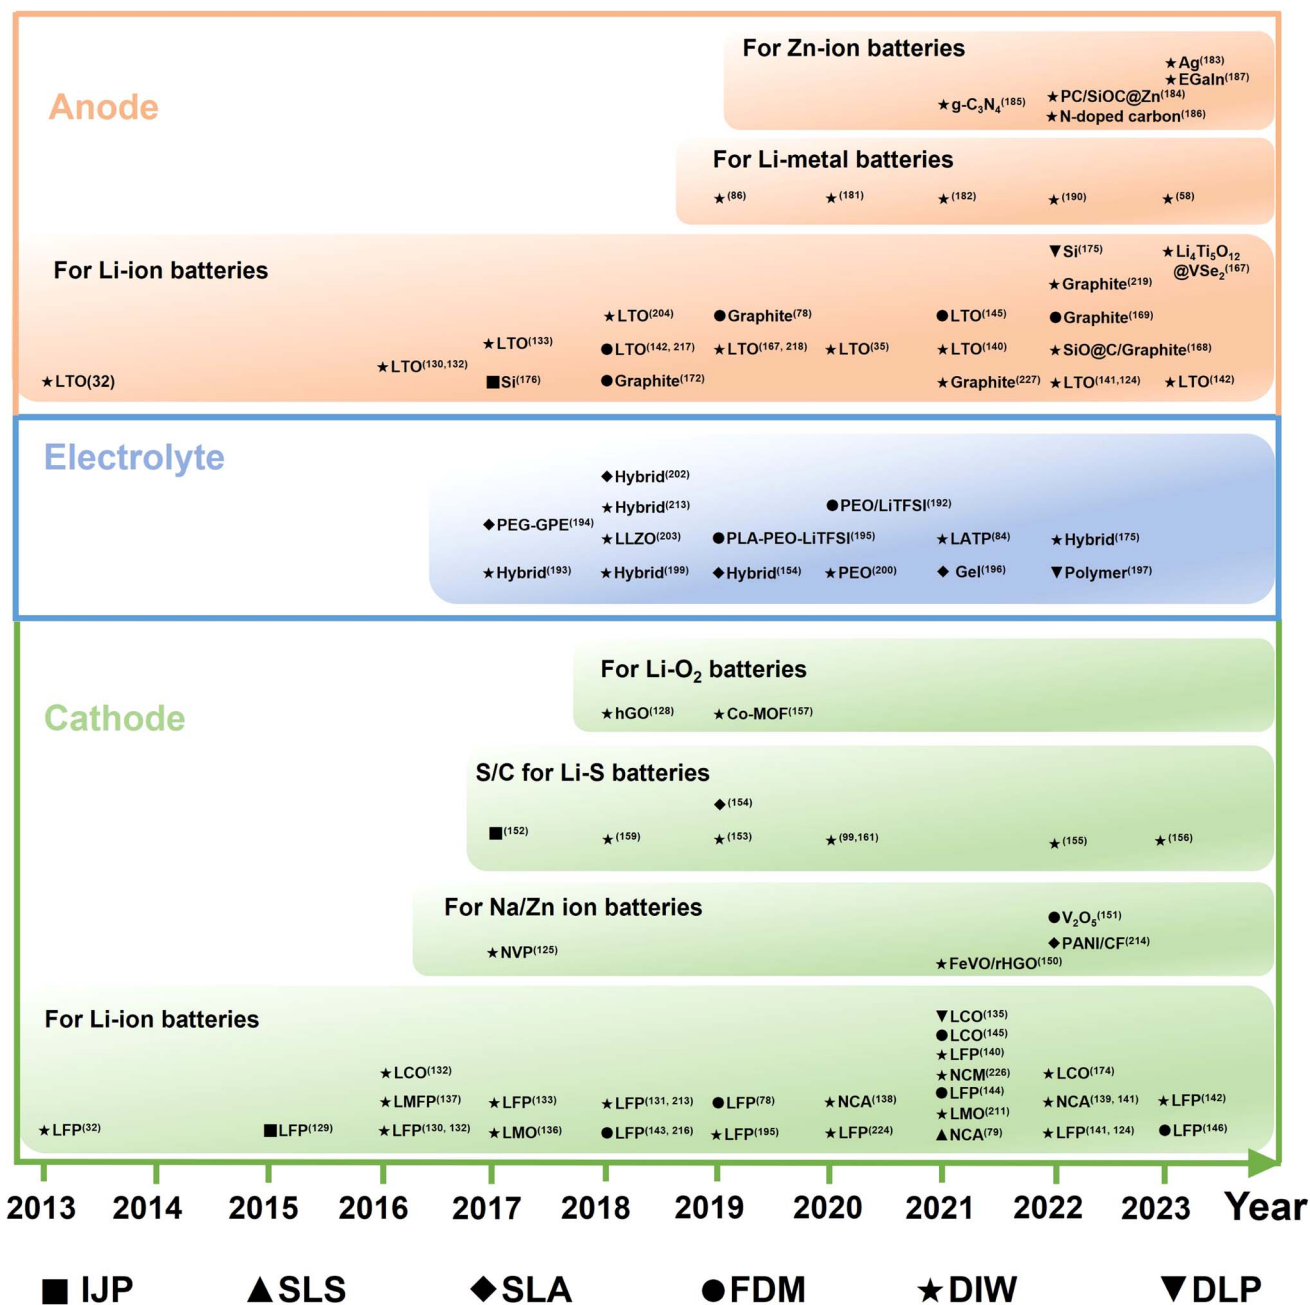 Anode
For Zn-ion batteries
★Ag(183)
★EGaIn(187)
★g-C3N4(185)
★PC/SiOC@Zn(184)
★N-doped carbon(186)
For Li-metal batteries
★(86) ★(181) ★(182) ★(190) ★(58)
For Li-ion batteries
▼Si(175) ★Li4Ti5O12
@VSe2(167)
★Graphite(219)
★LTO(204) ●Graphite(78) ●LTO(145) ●Graphite(169)
★LTO(133) ●LTO(142, 217) ★LTO(167, 218) ★LTO(35) ★LTO(140) ★SiO@C/Graphite(168)
★LTO(130,132)
★LTO(32) ■Si(176) ●Graphite(172) ★Graphite(227) ★LTO(141,124) ★LTO(142)
Electrolyte
◆Hybrid(202)
★Hybrid(213) ●PEO/LiTFSI(192)
◆PEG-GPE(194)
★LLZO(203) ●PLA-PEO-LiTFSI(195) ★LATP(84) ★Hybrid(175)
★Hybrid(193) ★Hybrid(199) ◆Hybrid(154) ★PEO(200) ◆ Gel(196) ▼Polymer(197)
Cathode
For Li-O2 batteries
★hGO(128) ★Co-MOF(157)
S/C for Li-S batteries
◆(154)
■(152) ★(159) ★(153) ★(99,161) ★(155) ★(156)
For Na/Zn ion batteries
●V2O5(151)
★NVP(125) ◆PANI/CF(214)
★FeVO/rHGO(150)
For Li-ion batteries
▼LCO(135)
●LCO(145)
★LFP(140)
★LCO(132) ★NCM(226) ★LCO(174)
●LFP(144)
★LMFP(137) ★LFP(133) ★LFP(131, 213) ●LFP(78) ★NCA(138) ★LMO(211) ★NCA(139, 141) ★LFP(142)
★LFP(32) ■LFP(129) ★LFP(130, 132) ★LMO(136) ●LFP(143, 216) ★LFP(195) ★LFP(224) ▲NCA(79) ★LFP(141, 124) ●LFP(146)
2013 2014 2015 2016 2017 2018 2019 2020 2021 2022 2023 Year
■ IJP ▲SLS ◆SLA ●FDM ★DIW ▼DLP